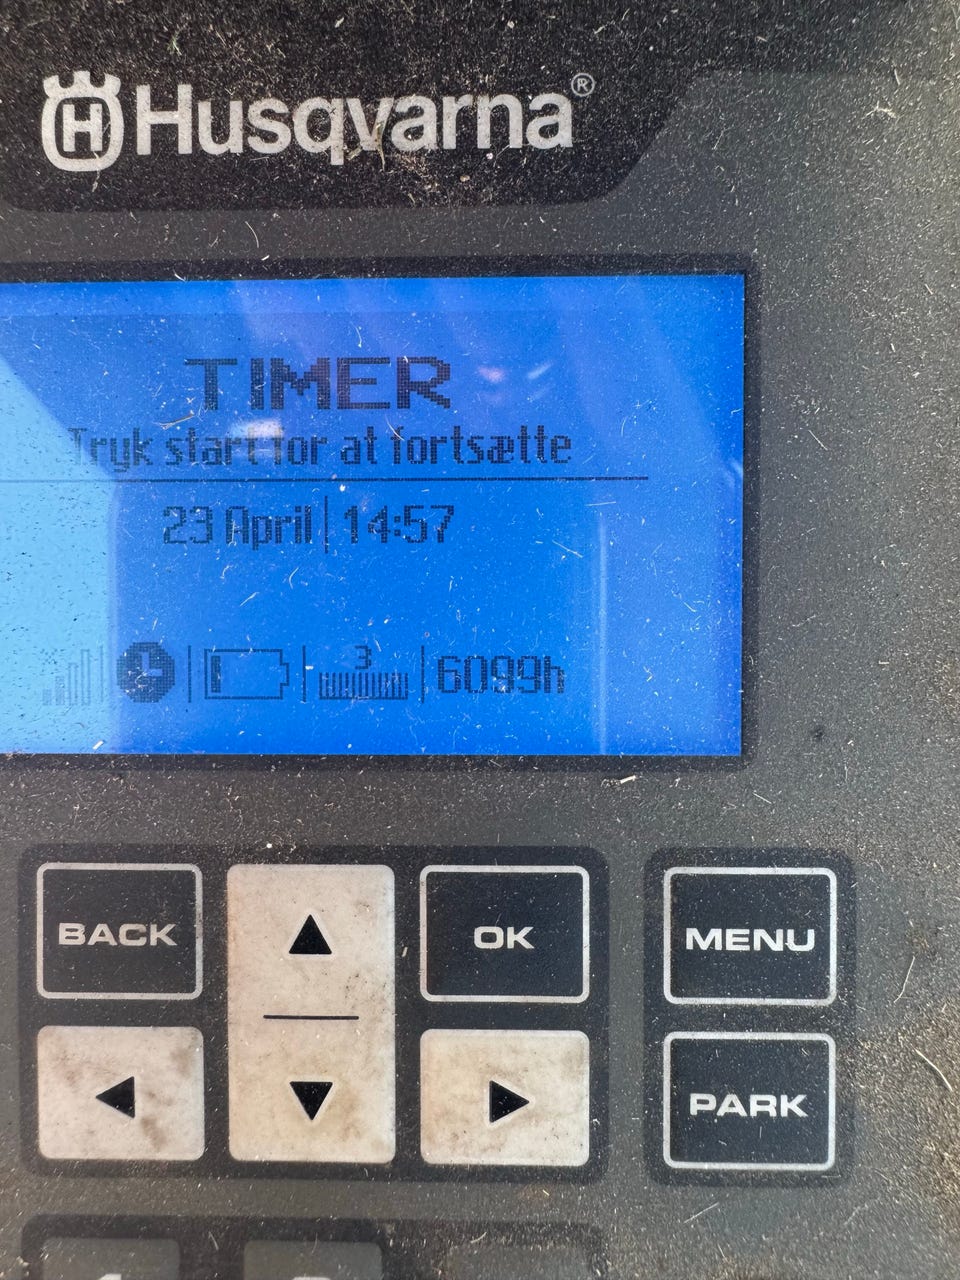 H Husqvarna®
TIMER
Tryk start for at fortsætte
23 April | 14:57
3
6099h
BACK
OK
MENU
PARK